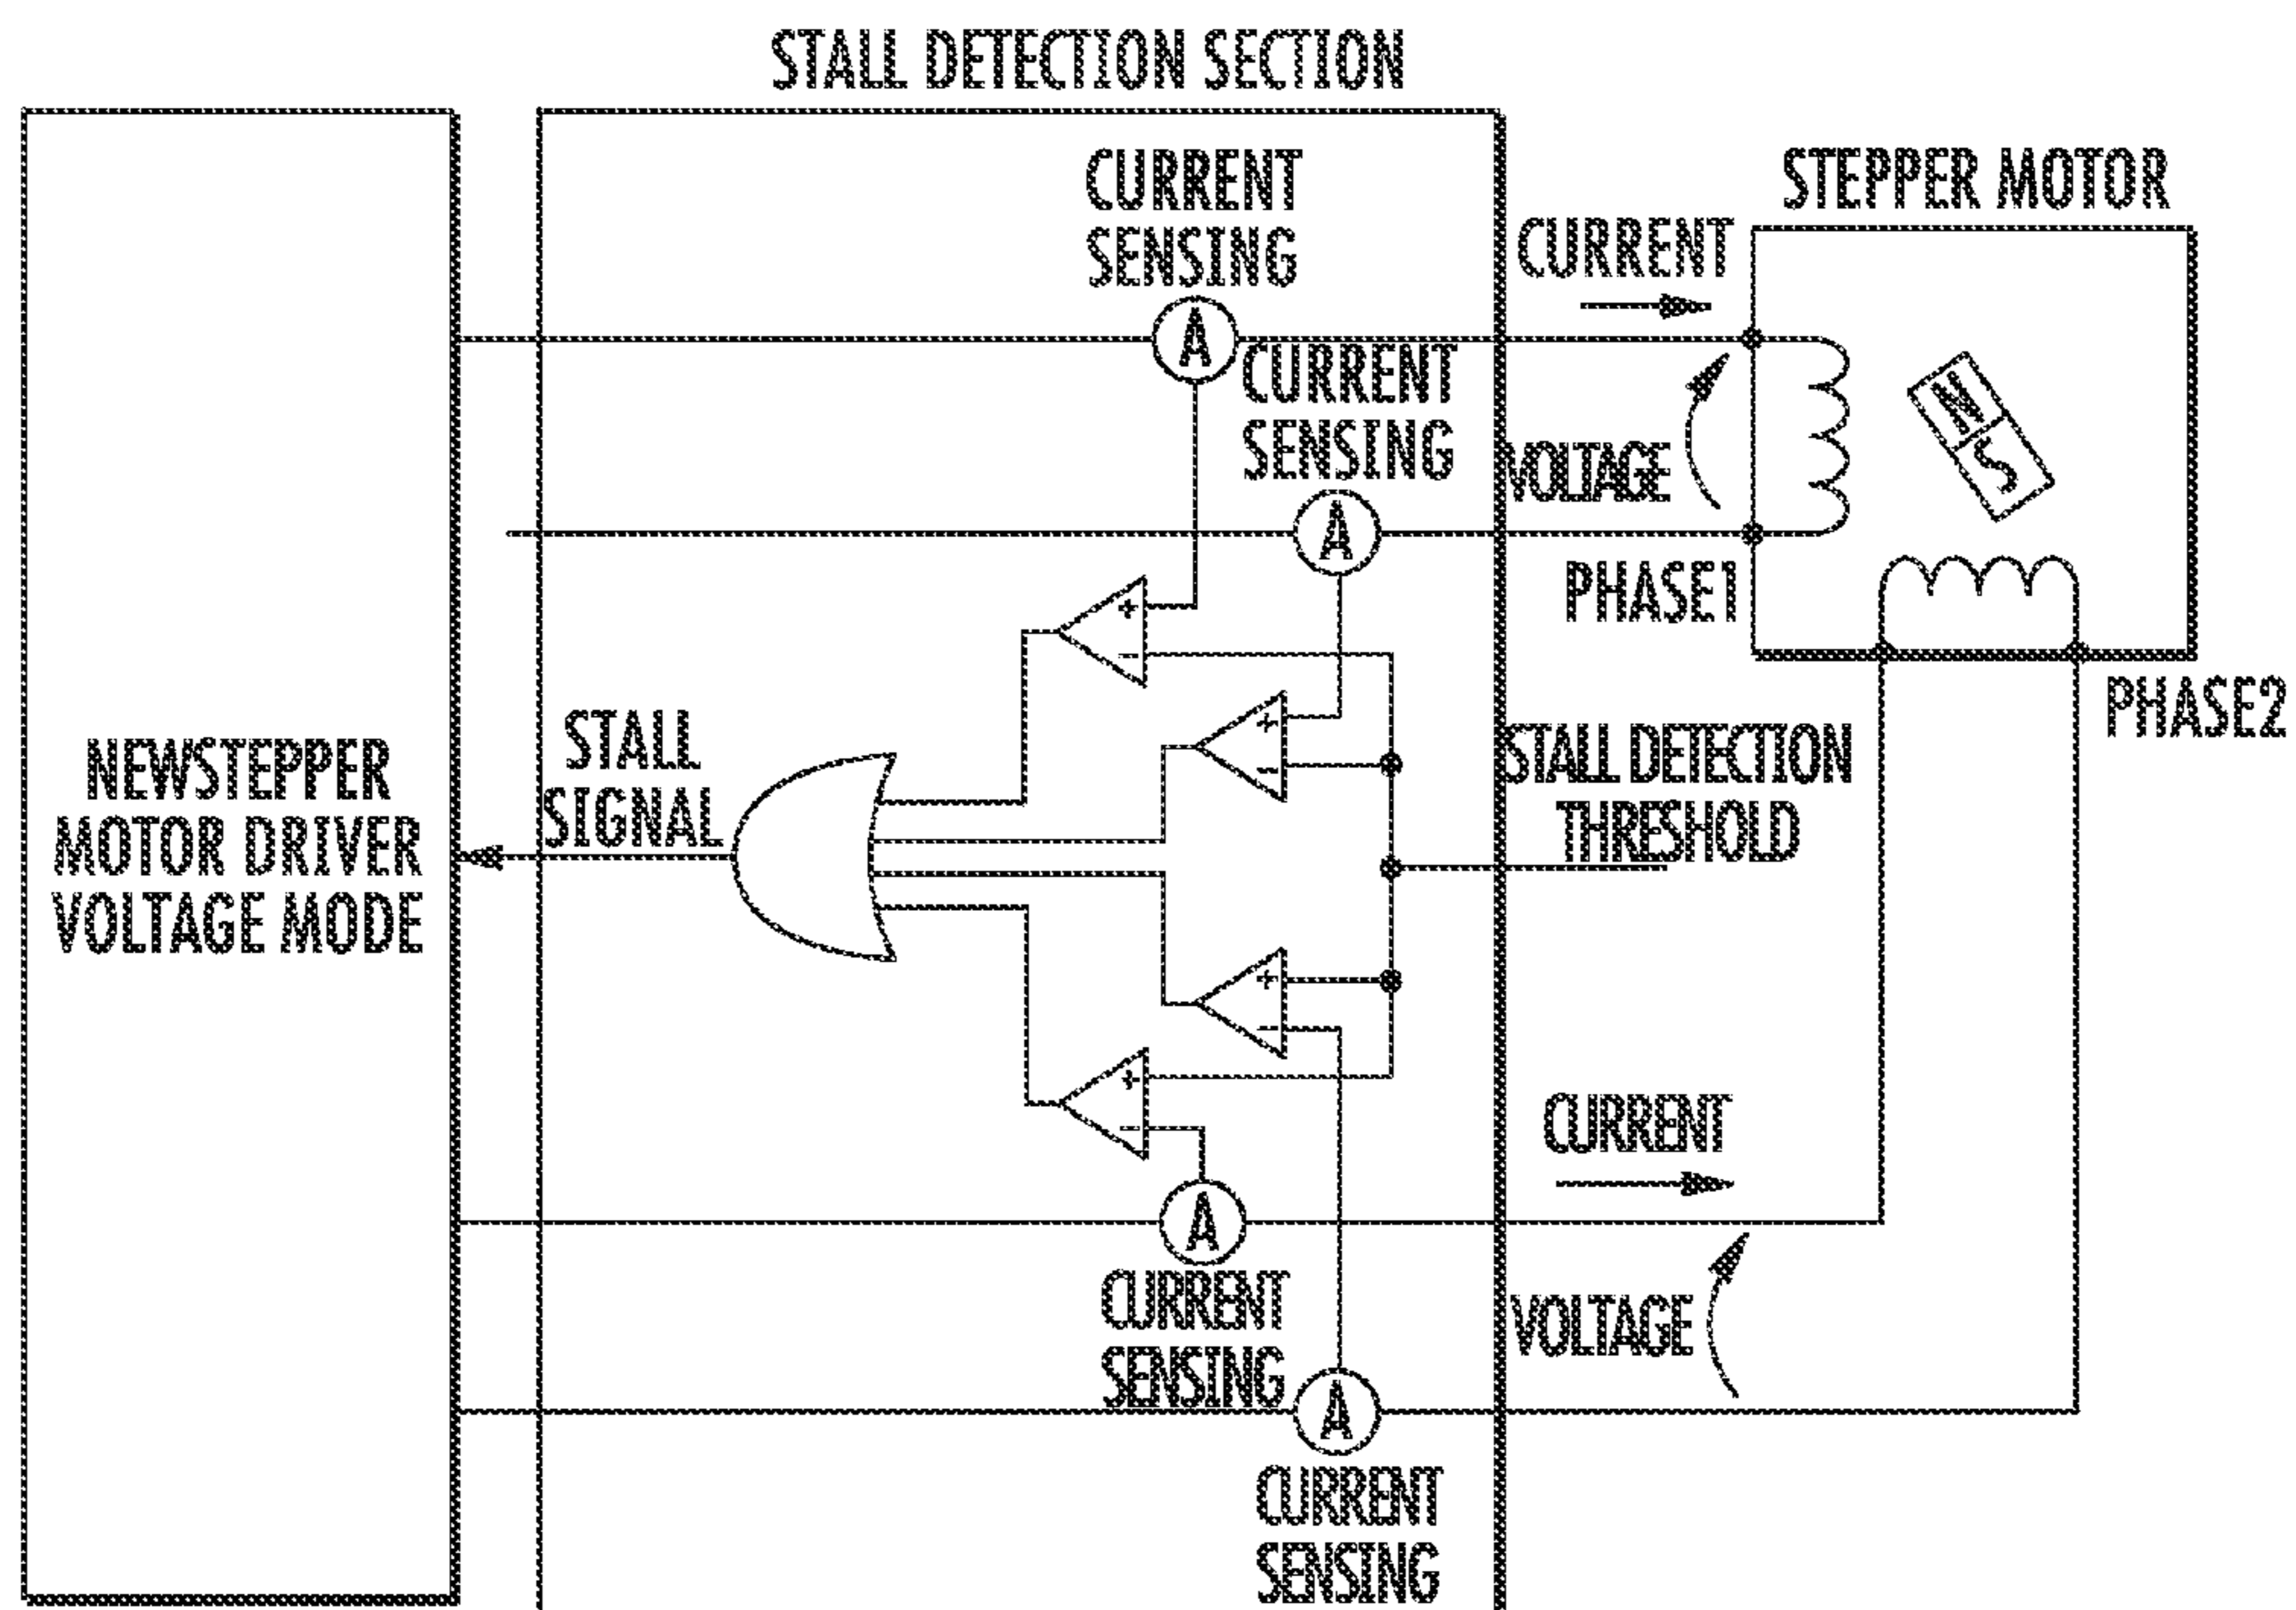 STALL DETECTION SECTION
CURRENT
SENSING
STEPPER MOTOR
CURRENT
A
CURRENT
SENSING
N
S
VOLTAGE
A
PHASE1
+
-
PHASE2
+
-
STALL
SIGNAL
STALL DETECTION
THRESHOLD
NEWSTEPPER
MOTOR DRIVER
VOLTAGE MODE
+
-
+
-
CURRENT
A
CURRENT
SENSING
VOLTAGE
A
CURRENT
SENSING